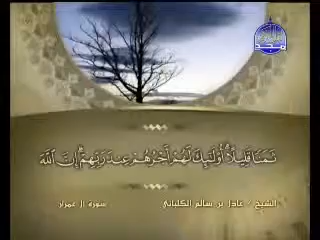 ثَمَنًا قَلِيلًا ۗ أُولَٰئِكَ لَهُمْ أَجْرُهُمْ عِندَ رَبِّهِمْ ۗ إِنَّ اللَّهَ
الشيخ / عادل بن سالم الكلباني
سورة آل عمران